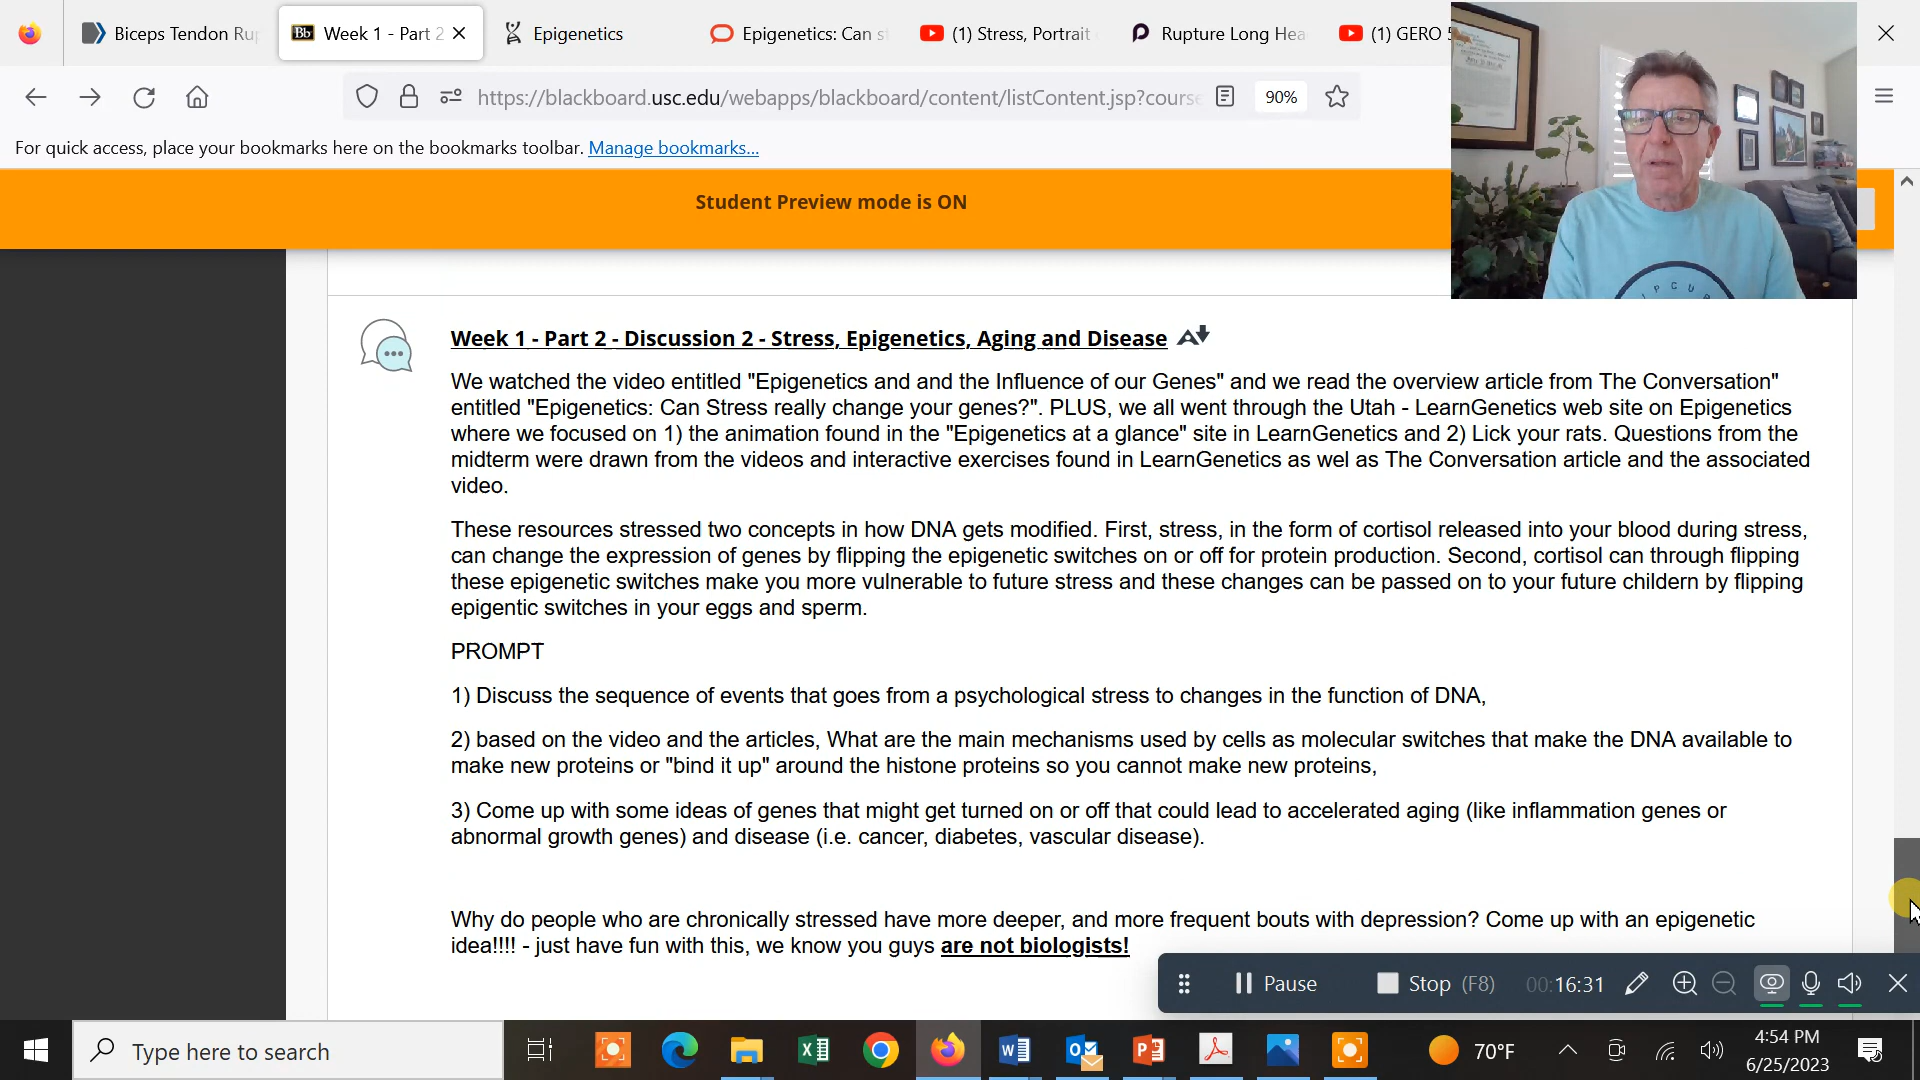 Biceps Tendon Ru
Bb Week 1 - Part 2
Epigenetics
Epigenetics: Can s
(1) Stress, Portrait
Rupture Long Hea
(1) GERO 5
https://blackboard.usc.edu/webapps/blackboard/content/listContent.jsp?course
90%
For quick access, place your bookmarks here on the bookmarks toolbar. Manage bookmarks...
Student Preview mode is ON
Week 1 - Part 2 - Discussion 2 - Stress, Epigenetics, Aging and Disease
We watched the video entitled "Epigenetics and and the Influence of our Genes" and we read the overview article from The Conversation"
entitled "Epigenetics: Can Stress really change your genes?". PLUS, we all went through the Utah - LearnGenetics web site on Epigenetics
where we focused on 1) the animation found in the "Epigenetics at a glance" site in LearnGenetics and 2) Lick your rats. Questions from the
midterm were drawn from the videos and interactive exercises found in LearnGenetics as wel as The Conversation article and the associated
video.
These resources stressed two concepts in how DNA gets modified. First, stress, in the form of cortisol released into your blood during stress,
can change the expression of genes by flipping the epigenetic switches on or off for protein production. Second, cortisol can through flipping
these epigenetic switches make you more vulnerable to future stress and these changes can be passed on to your future childern by flipping
epigentic switches in your eggs and sperm.
PROMPT
1) Discuss the sequence of events that goes from a psychological stress to changes in the function of DNA,
2) based on the video and the articles, What are the main mechanisms used by cells as molecular switches that make the DNA available to
make new proteins or "bind it up" around the histone proteins so you cannot make new proteins,
3) Come up with some ideas of genes that might get turned on or off that could lead to accelerated aging (like inflammation genes or
abnormal growth genes) and disease (i.e. cancer, diabetes, vascular disease).
Why do people who are chronically stressed have more deeper, and more frequent bouts with depression? Come up with an epigenetic
idea!!!! - just have fun with this, we know you guys are not biologists!
Pause
Stop (F8)
00:16:31
Type here to search
70°F
4:54 PM
6/25/2023